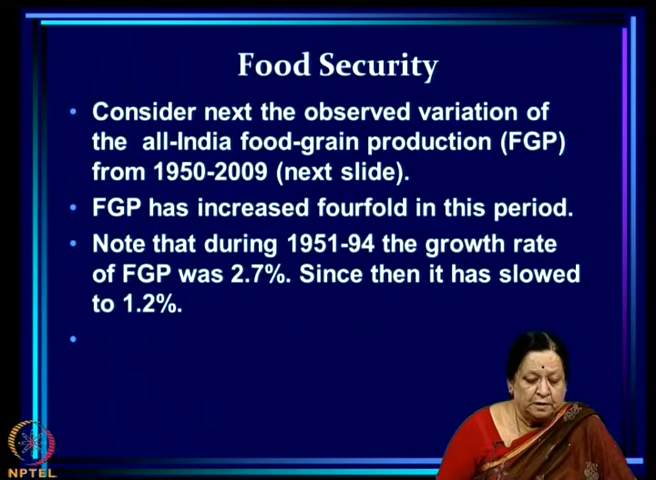 Food Security
• Consider next the observed variation of
the all-India food-grain production (FGP)
from 1950-2009 (next slide).
• FGP has increased fourfold in this period.
• Note that during 1951-94 the growth rate
of FGP was 2.7%. Since then it has slowed
to 1.2%.
•
NPTEL